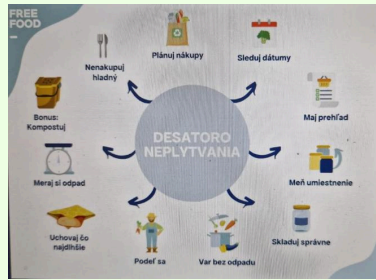 FREE
FOOD
Plánuj nákupy
Sleduj dátumy
Nenakupuj
hladný
Maj prehľad
Bonus:
Kompostuj
DESATORO
NEPLYTVANIA
Meraj si odpad
Meň umiestnenie
Uchovaj čo
najdlhšie
Podeľ sa
Var bez odpadu
Skladuj správne